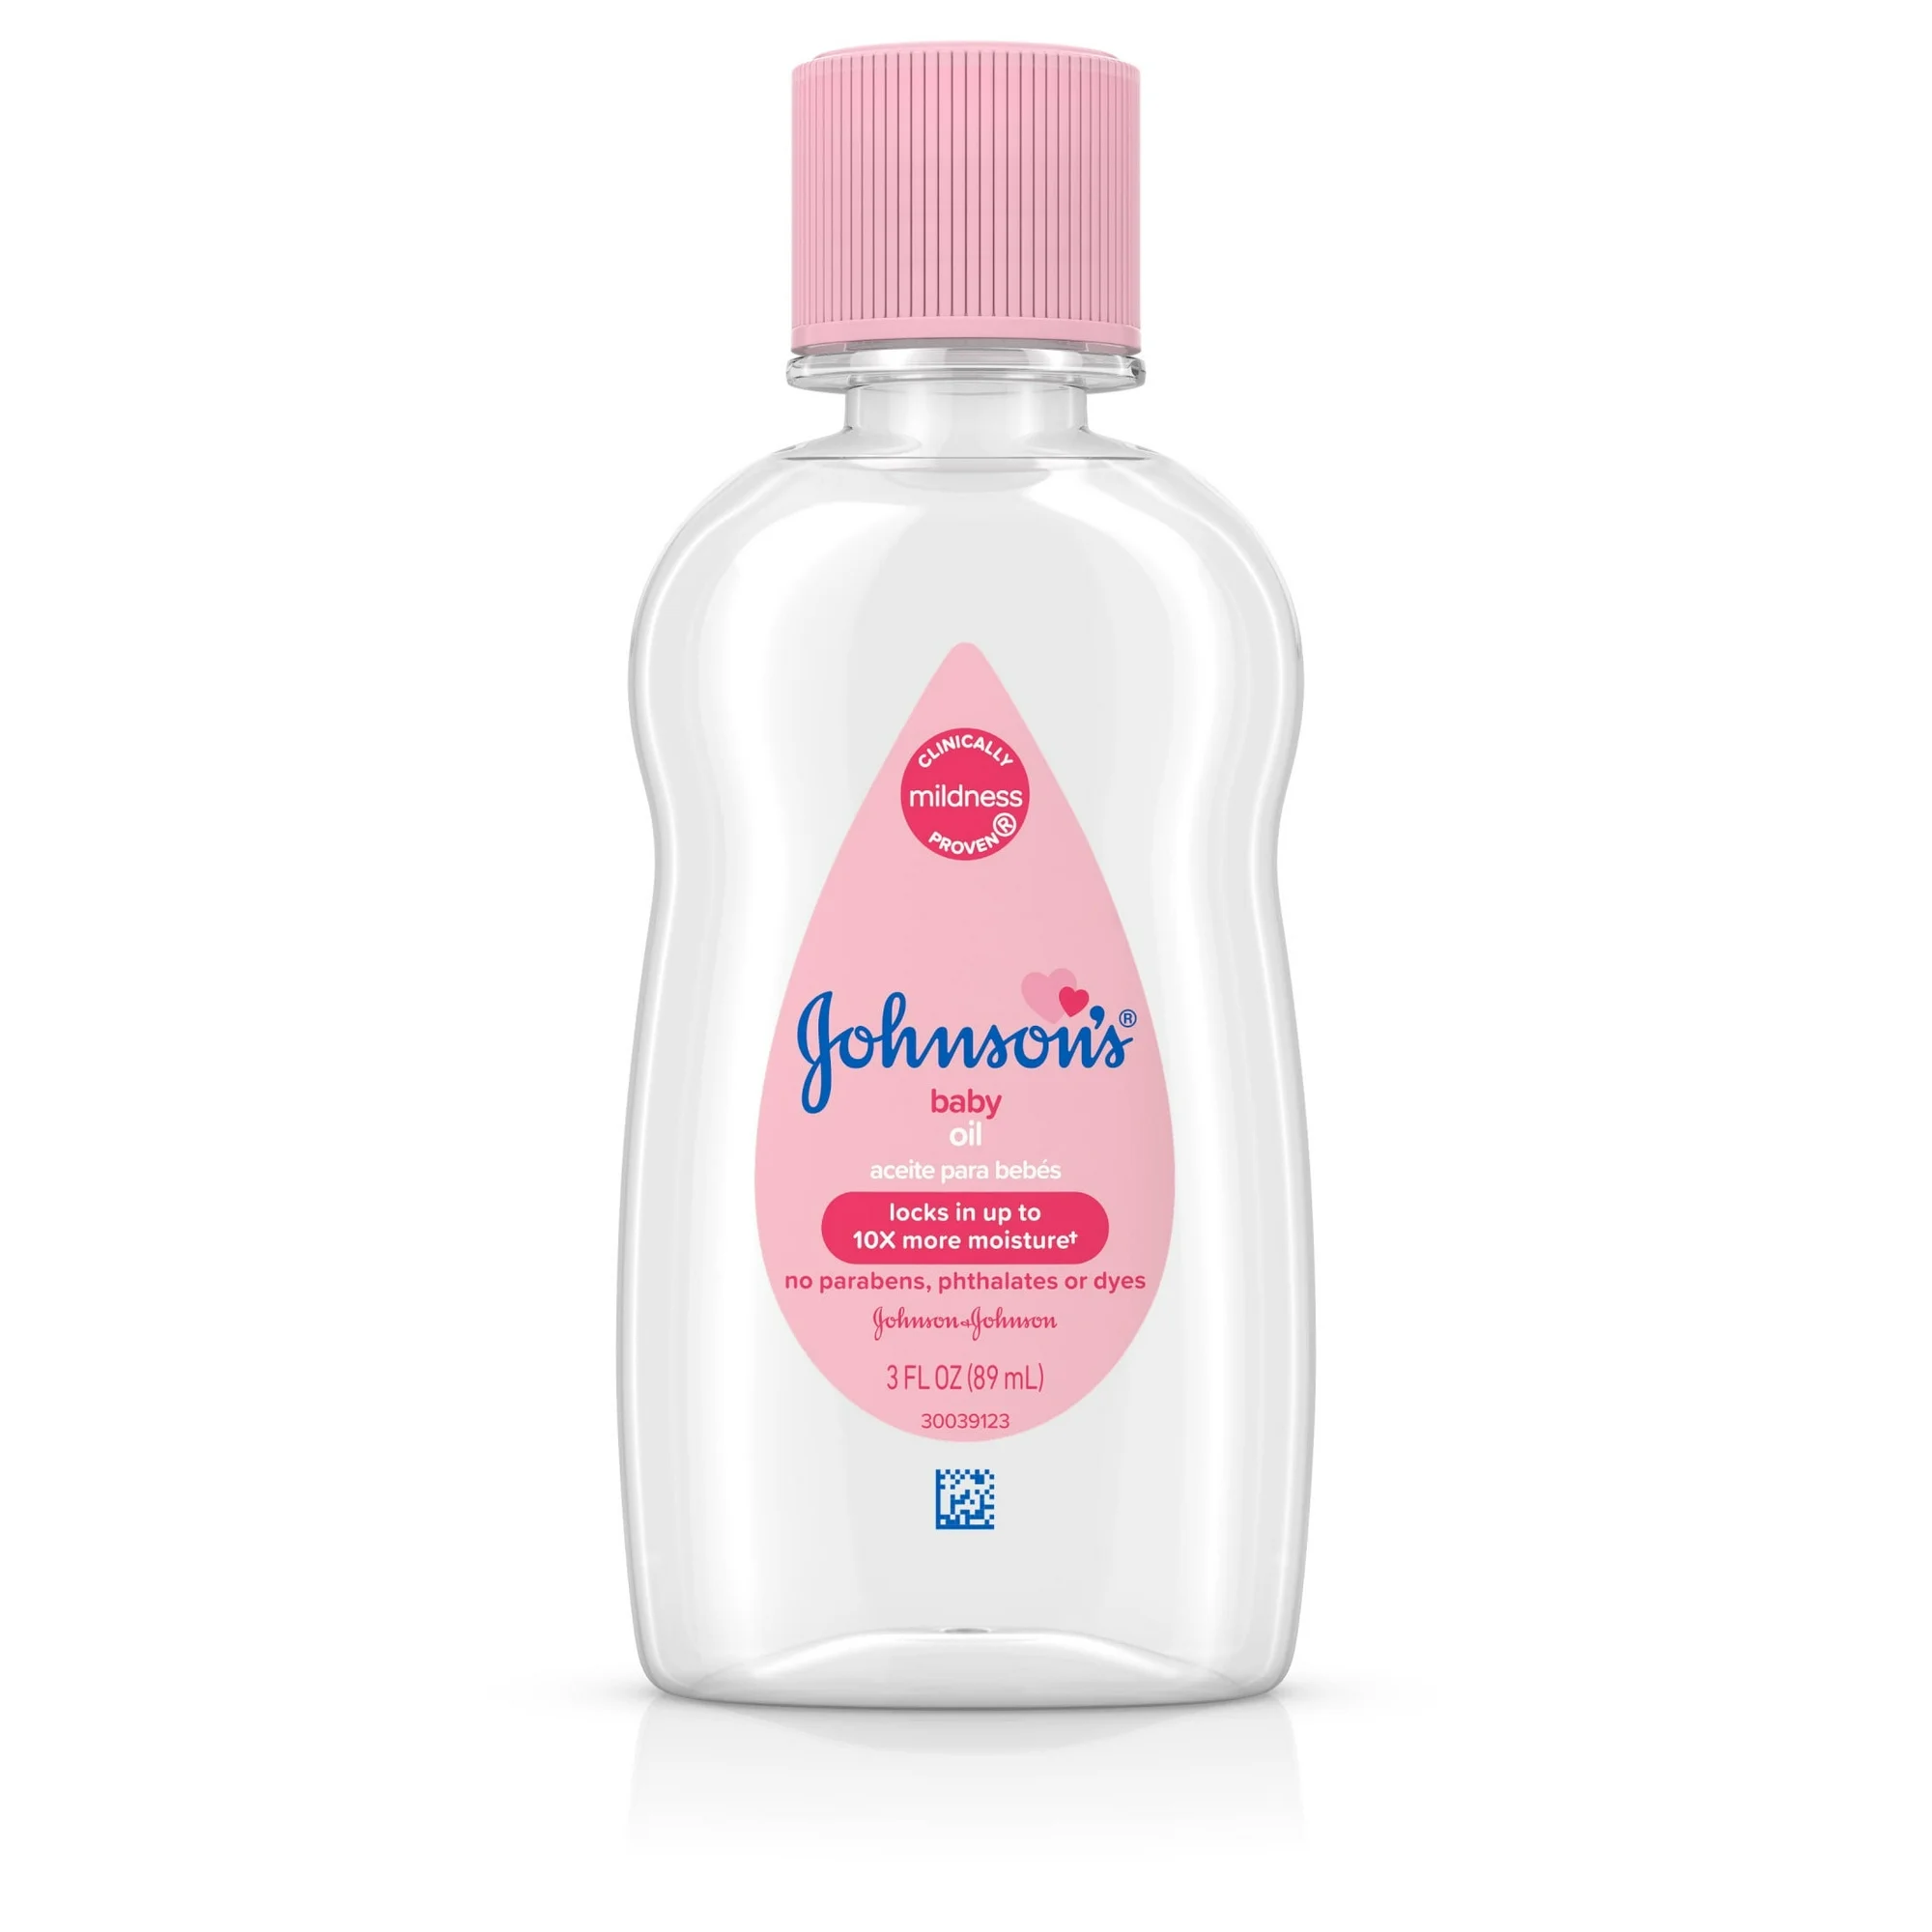 CLINICALLY
mildness
PROVEN®
Johnson's®
baby
oil
aceite para bebés
locks in up to
10X more moisture†
no parabens, phthalates or dyes
Johnson & Johnson
3 FL OZ (89 mL)
30039123